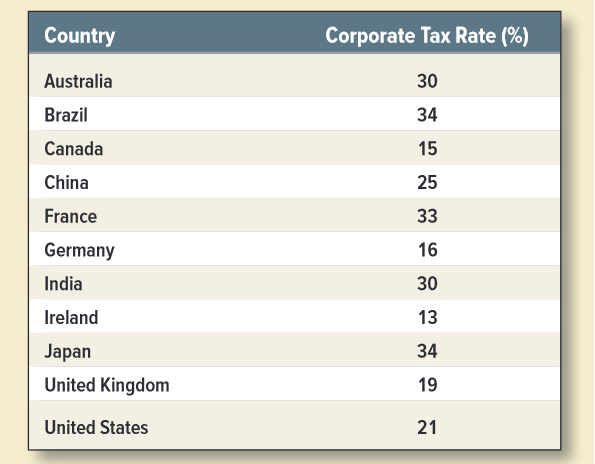 Country Corporate Tax Rate (%)
Australia 30
Brazil 34
Canada 15
China 25
France 33
Germany 16
India 30
Ireland 13
Japan 34
United Kingdom 19
United States 21